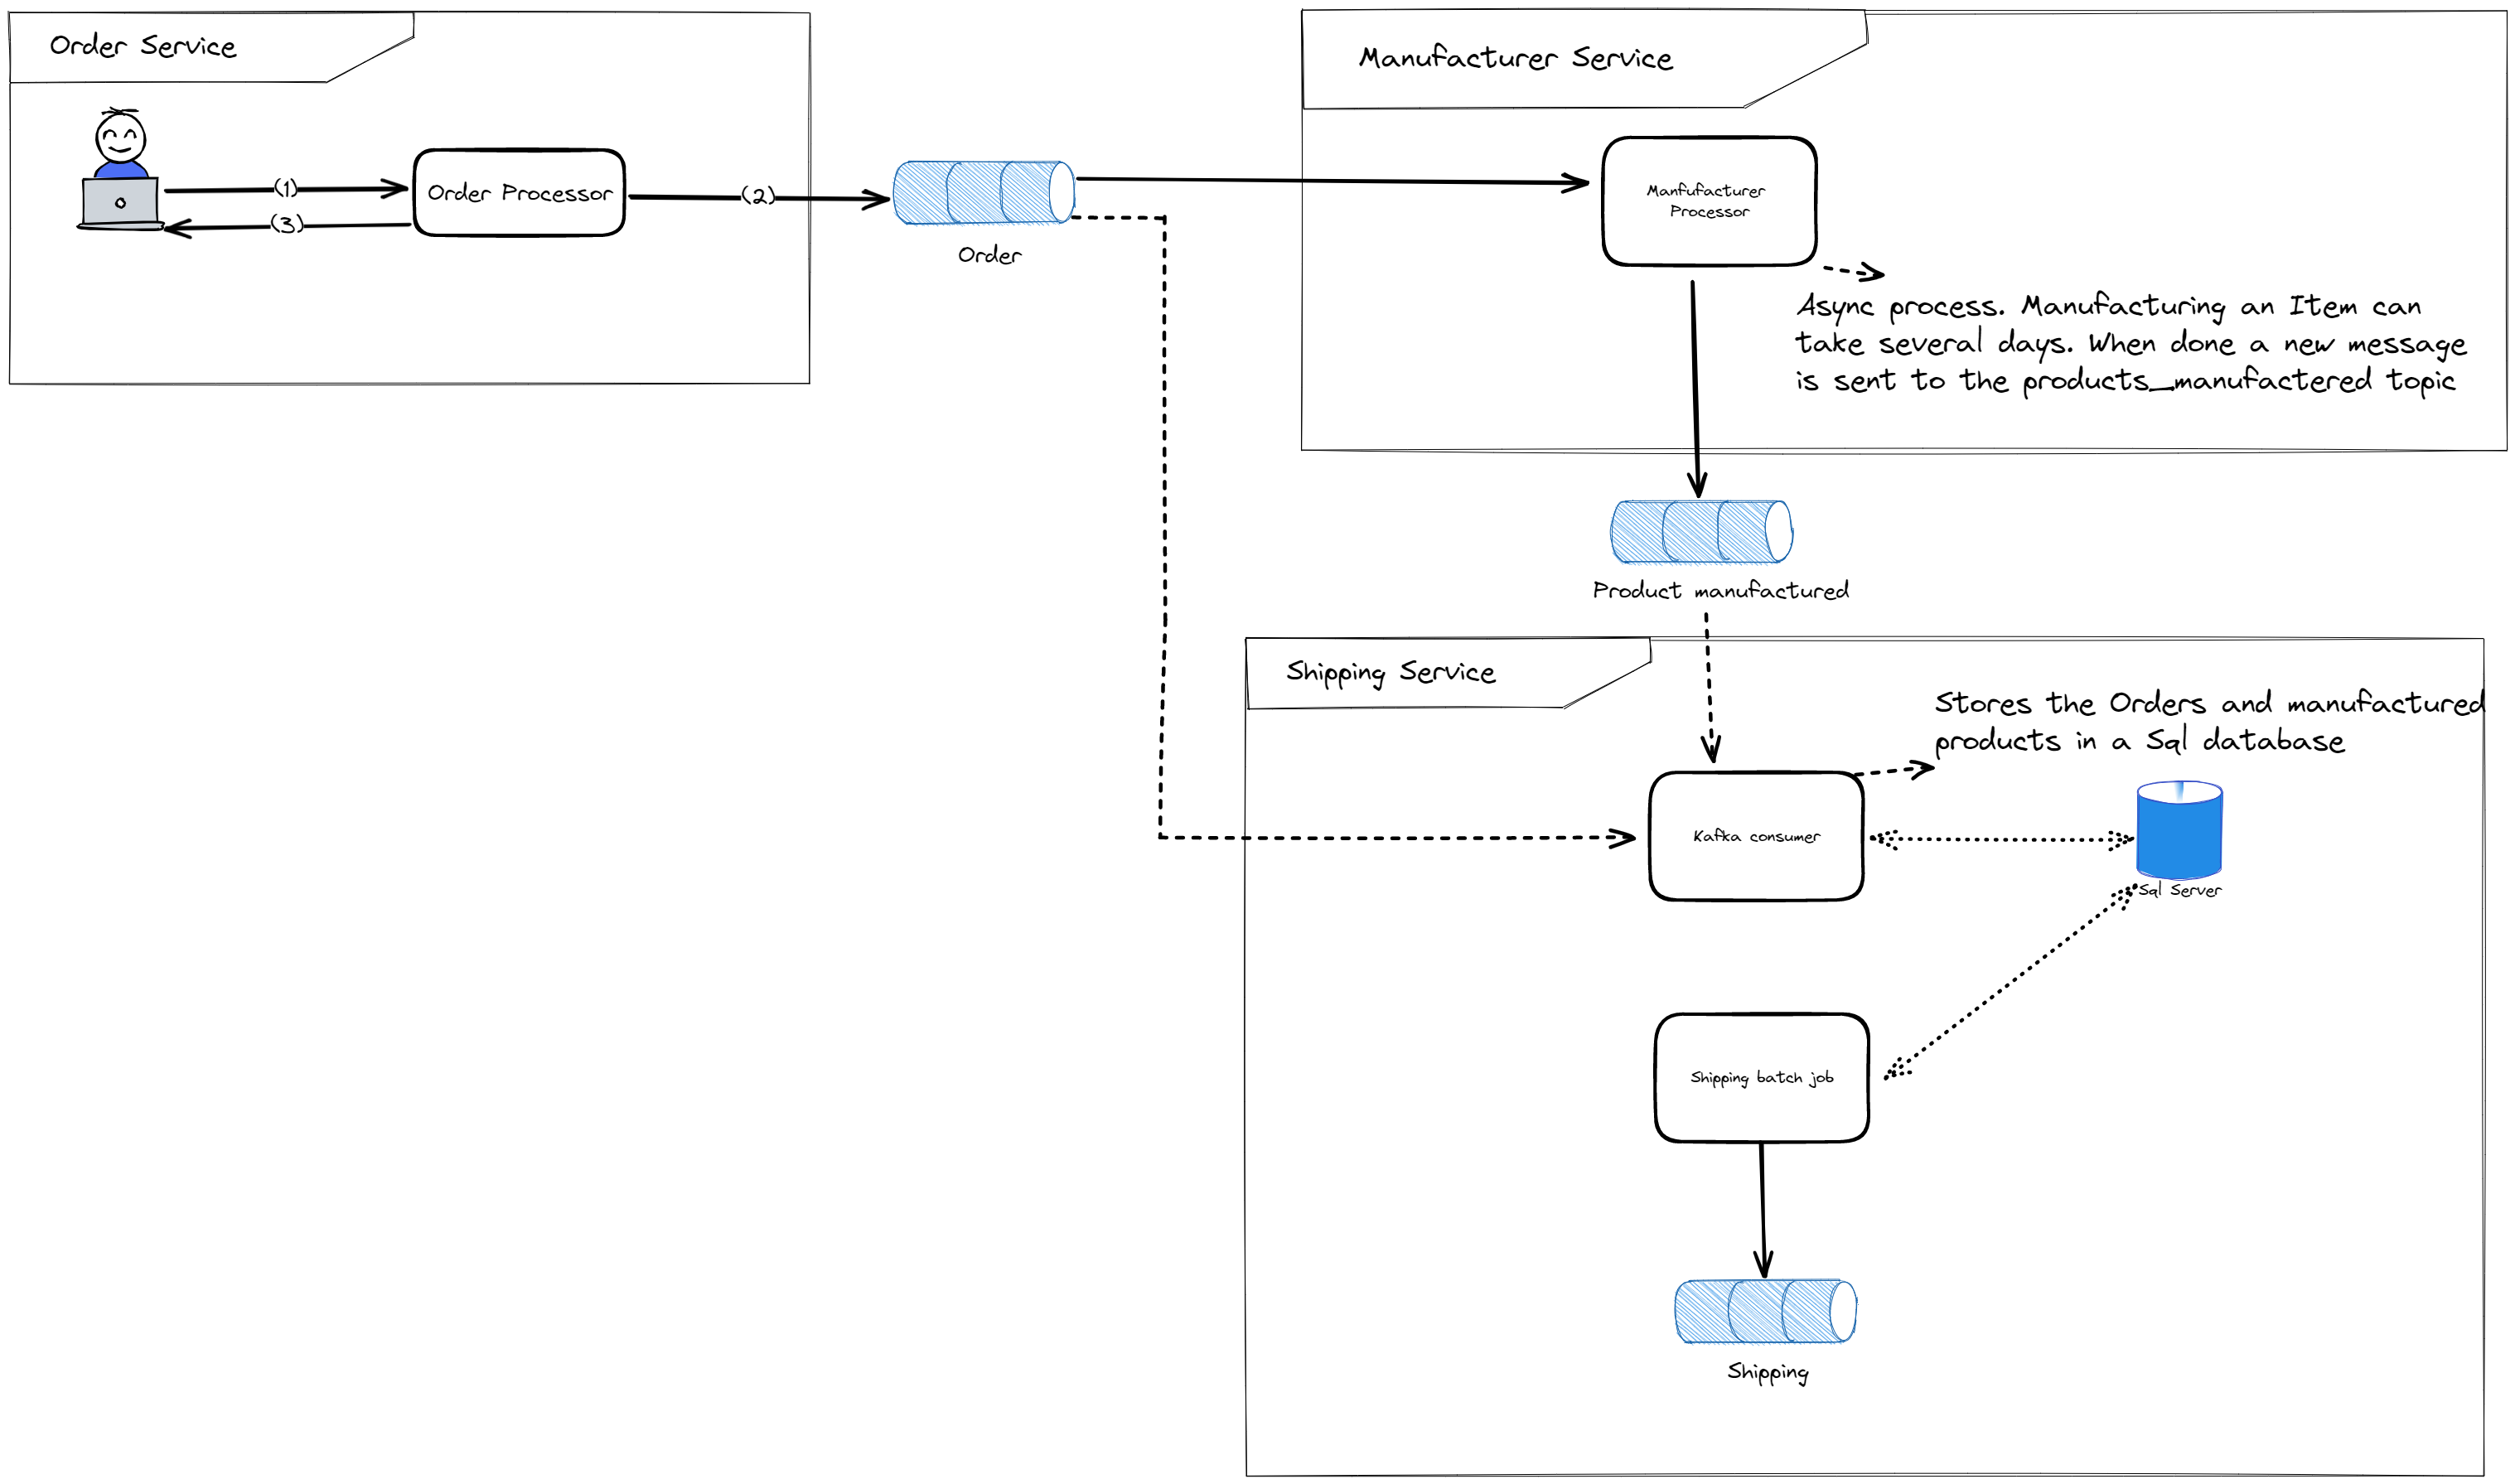 Order Service
(1)
(3)
Order Processor
(2)
Order
Manufacturer Service
Manfufacturer
Processor
Async process. Manufacturing an Item can
take several days. When done a new message
is sent to the products_manufactered topic
Product manufactured
Shipping Service
Stores the Orders and manufactured
products in a Sql database
Kafka consumer
Sql Server
Shipping batch job
Shipping